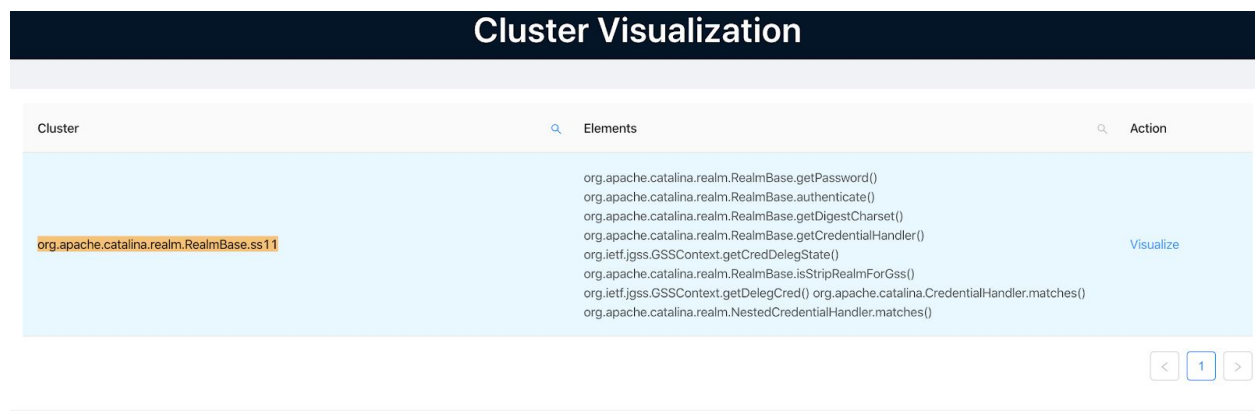 Cluster Visualization
Cluster Elements Action
org.apache.catalina.realm.RealmBase.ss11
org.apache.catalina.realm.RealmBase.getPassword()
org.apache.catalina.realm.RealmBase.authenticate()
org.apache.catalina.realm.RealmBase.getDigestCharset()
org.apache.catalina.realm.RealmBase.getCredentialHandler()
org.ietf.jgss.GSSContext.getCredDelegState()
org.apache.catalina.realm.RealmBase.isStripRealmForGss()
org.ietf.jgss.GSSContext.getDelegCred() org.apache.catalina.CredentialHandler.matches()
org.apache.catalina.realm.NestedCredentialHandler.matches()
Visualize
< 1 >